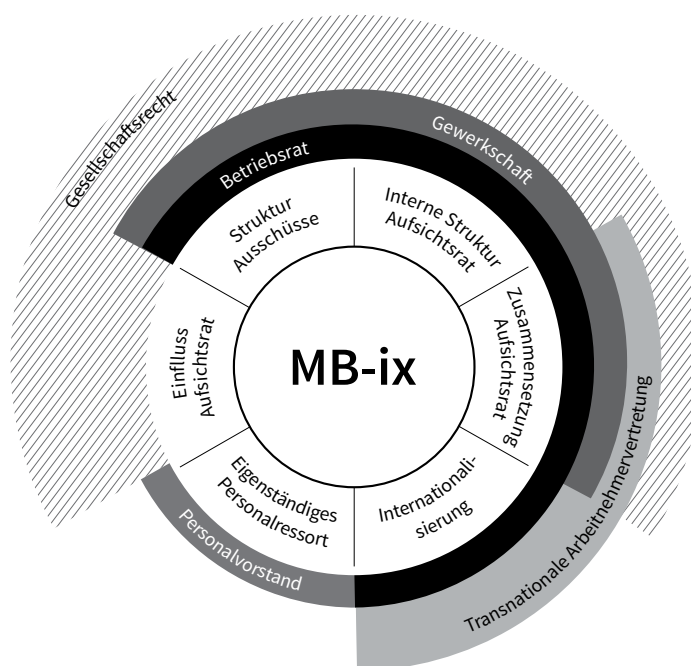 Gesellschaftsrecht
Gewerkschaft
Betriebsrat
Struktur
Ausschüsse
Interne Struktur
Aufsichtsrat
Zusammensetzung
Aufsichtsrat
Einflluss
Aufsichtsrat
MB-ix
Eigenständiges
Personalressort
Internationali-
sierung
Personalvorstand
Transnationale Arbeitnehmervertretung